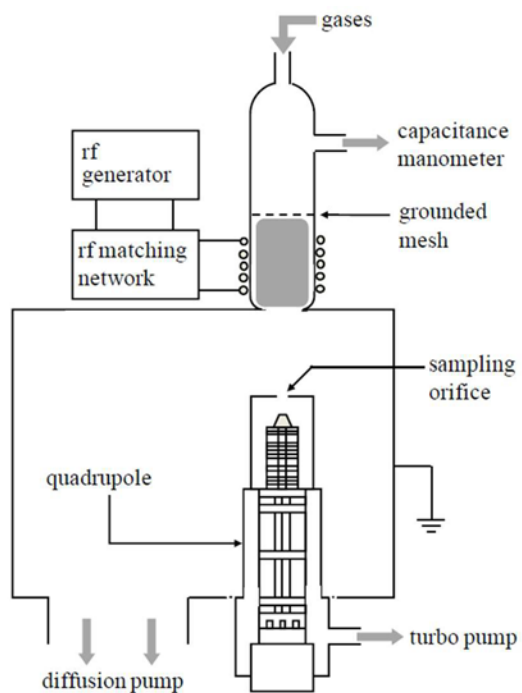 gases
capacitance
manometer
rf
generator
grounded
mesh
rf matching
network
sampling
orifice
quadrupole
turbo pump
diffusion pump